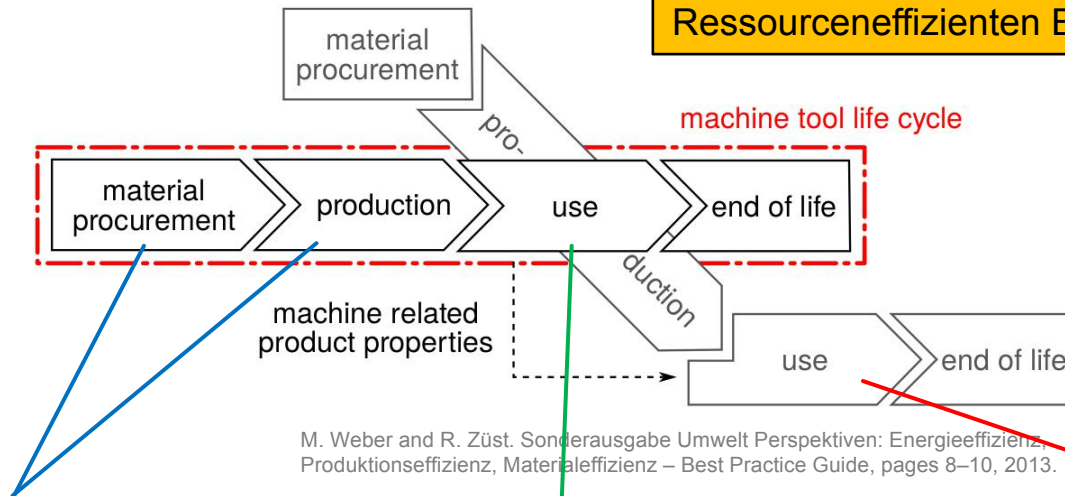 Ressourceneffizienten
material
procurement
pro-
machine tool life cycle
material
procurement
production
use
end of life
duction
machine related
product properties
use
end of life
M. Weber and R. Züst. Sonderausgabe Umwelt Perspektiven: Energieeffizienz,
Produktionseffizienz, Materialeffizienz – Best Practice Guide, pages 8–10, 2013.